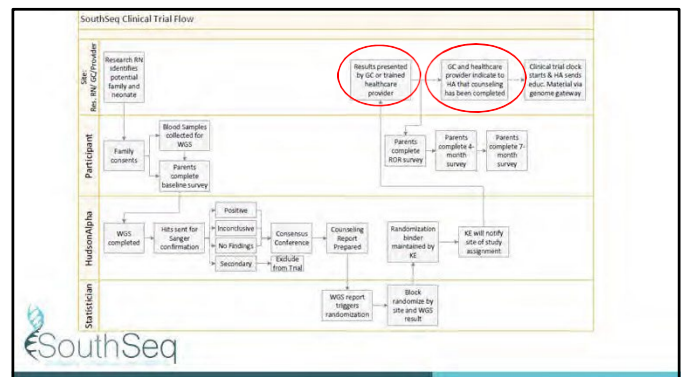 SouthSeq Clinical Trial Flow
Site:
Res. RN/ GC/Provider
Research RN
identifies
potential
family and
neonate
Results presented
by GC or trained
healthcare
provider
GC and healthcare
provider indicate to
HA that counseling
has been completed
Clinical trial clock
starts & HA sends
educ. Material via
genome gateway
Participant
Family
consents
Blood Samples
collected for
WGS
Parents
complete
baseline survey
Parents
complete
ROR survey
Parents
complete 4-
month
survey
Parents
complete 7-
month
survey
HudsonAlpha
WGS
completed
Hits sent for
Sanger
confirmation
Positive
Inconclusive
No Findings
Secondary
Consensus
Conference
Exclude
from Trial
Counseling
Report
Prepared
Randomization
binder
maintained by
KE
KE will notify
site of study
assignment
Statistician
WGS report
triggers
randomization
Block
randomize by
site and WGS
result
SouthSeq